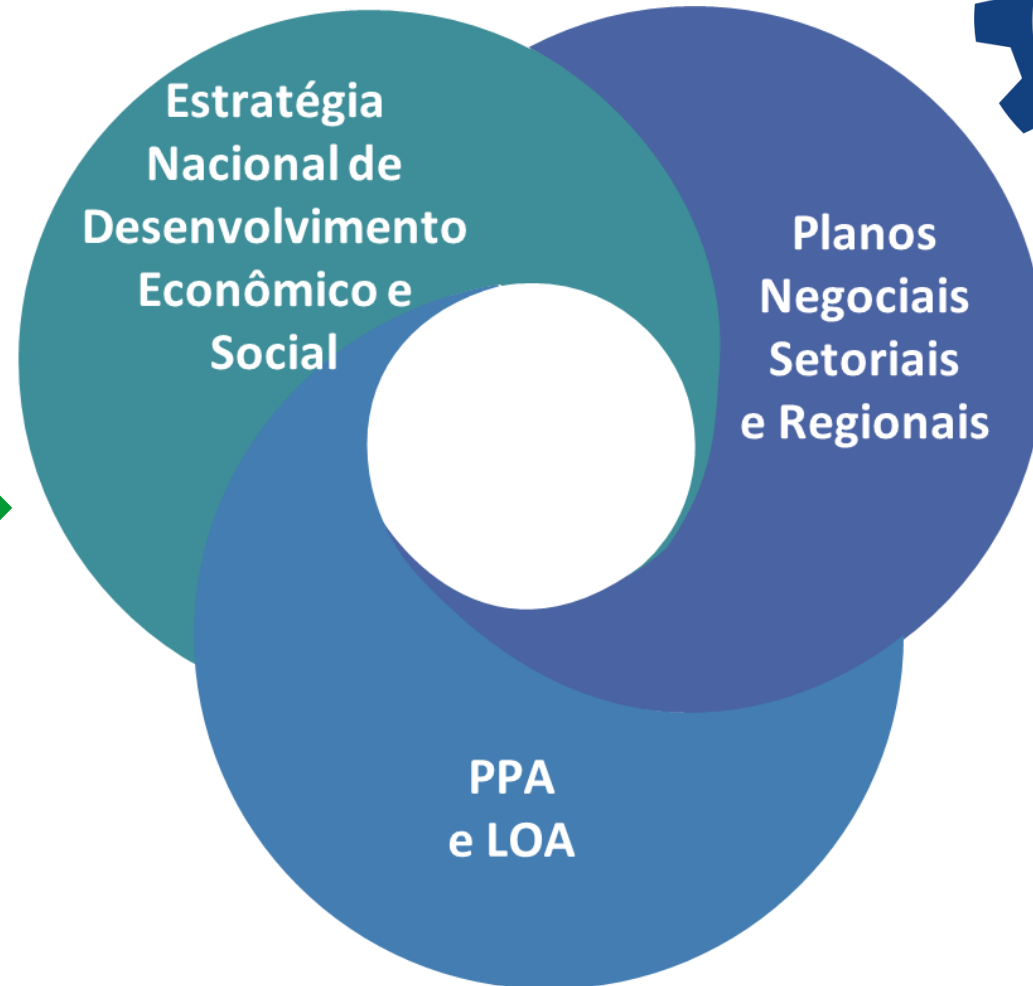 Estratégia
Nacional de
Desenvolvimento
Econômico e
Social
Planos
Negociais
Setoriais
e Regionais
PPA
e LOA